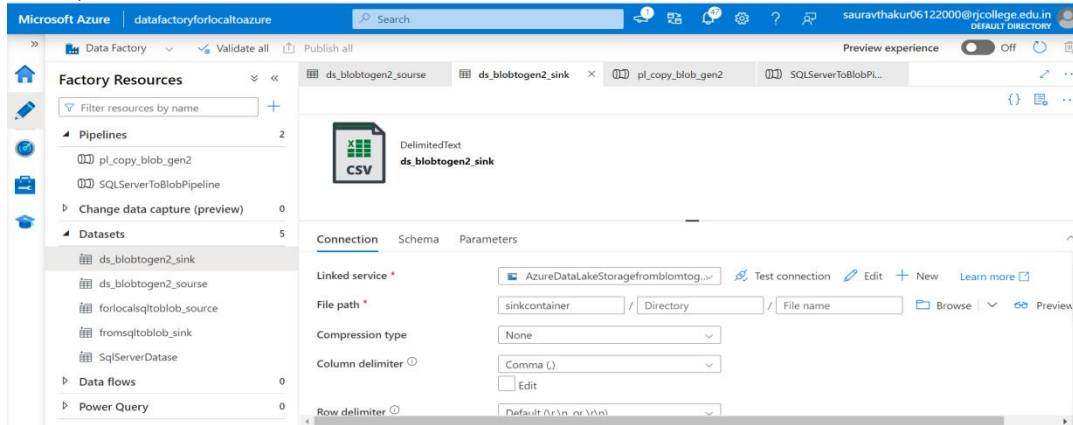 Microsoft Azure datafactoryforlocaltoazure Search 47 sauravthakur06122000@rjcollege.edu.in
DEFAULT DIRECTORY
Data Factory Validate all Publish all Preview experience Off
Factory Resources
ds_blobtogen2_sourse ds_blobtogen2_sink pl_copy_blob_gen2 SQLServerToBlobPi...
Filter resources by name
Pipelines 2
pl_copy_blob_gen2
SQLServerToBlobPipeline
Change data capture (preview) 0
Datasets 5
ds_blobtogen2_sink
ds_blobtogen2_sourse
forlocalsqltoblob_source
fromsqltoblob_sink
SqlServerDatase
Data flows 0
Power Query 0
CSV
DelimitedText
ds_blobtogen2_sink
Connection Schema Parameters
Linked service * AzureDataLakeStoragefromblomtog... Test connection Edit New Learn more
File path * sinkcontainer / Directory / File name Browse Preview
Compression type None
Column delimiter Comma (,)
Edit
Row delimiter Default (\r,\n, or \r\n)